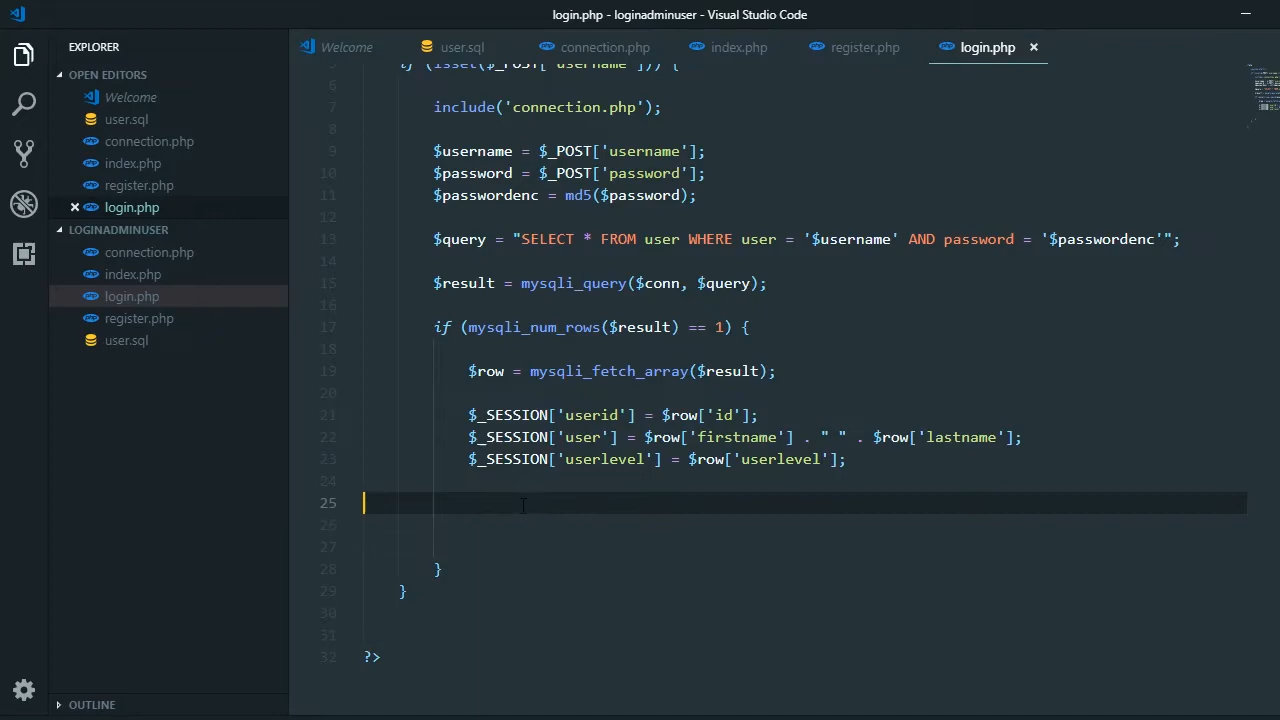 login.php - loginadminuser - Visual Studio Code
EXPLORER
OPEN EDITORS
Welcome
user.sql
connection.php
index.php
register.php
login.php
LOGINADMINUSER
connection.php
index.php
login.php
register.php
user.sql
OUTLINE
Welcome
user.sql
connection.php
index.php
register.php
login.php
5 if (isset($_POST['username'])) {
6
7 include('connection.php');
8
9 $username = $_POST['username'];
10 $password = $_POST['password'];
11 $passwordenc = md5($password);
12
13 $query = "SELECT * FROM user WHERE user = '$username' AND password = '$passwordenc'";
14
15 $result = mysqli_query($conn, $query);
16
17 if (mysqli_num_rows($result) == 1) {
18
19 $row = mysqli_fetch_array($result);
20
21 $_SESSION['userid'] = $row['id'];
22 $_SESSION['user'] = $row['firstname'] . " " . $row['lastname'];
23 $_SESSION['userlevel'] = $row['userlevel'];
24
25
26
27
28 }
29 }
30
31
32 ?>